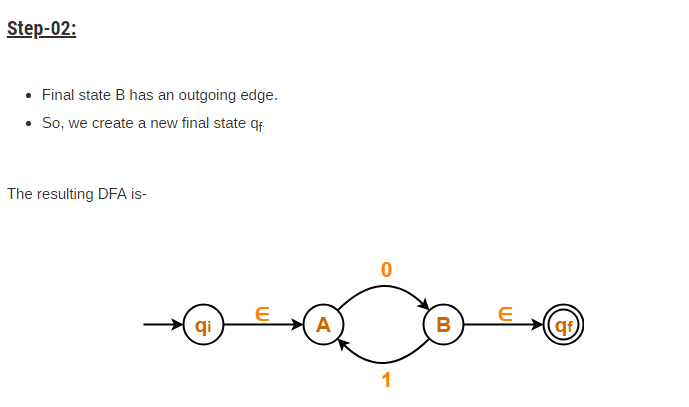 Step-02:
Final state B has an outgoing edge.
So, we create a new final state qf.
The resulting DFA is-
0
qi ∈ A B ∈ qf
1